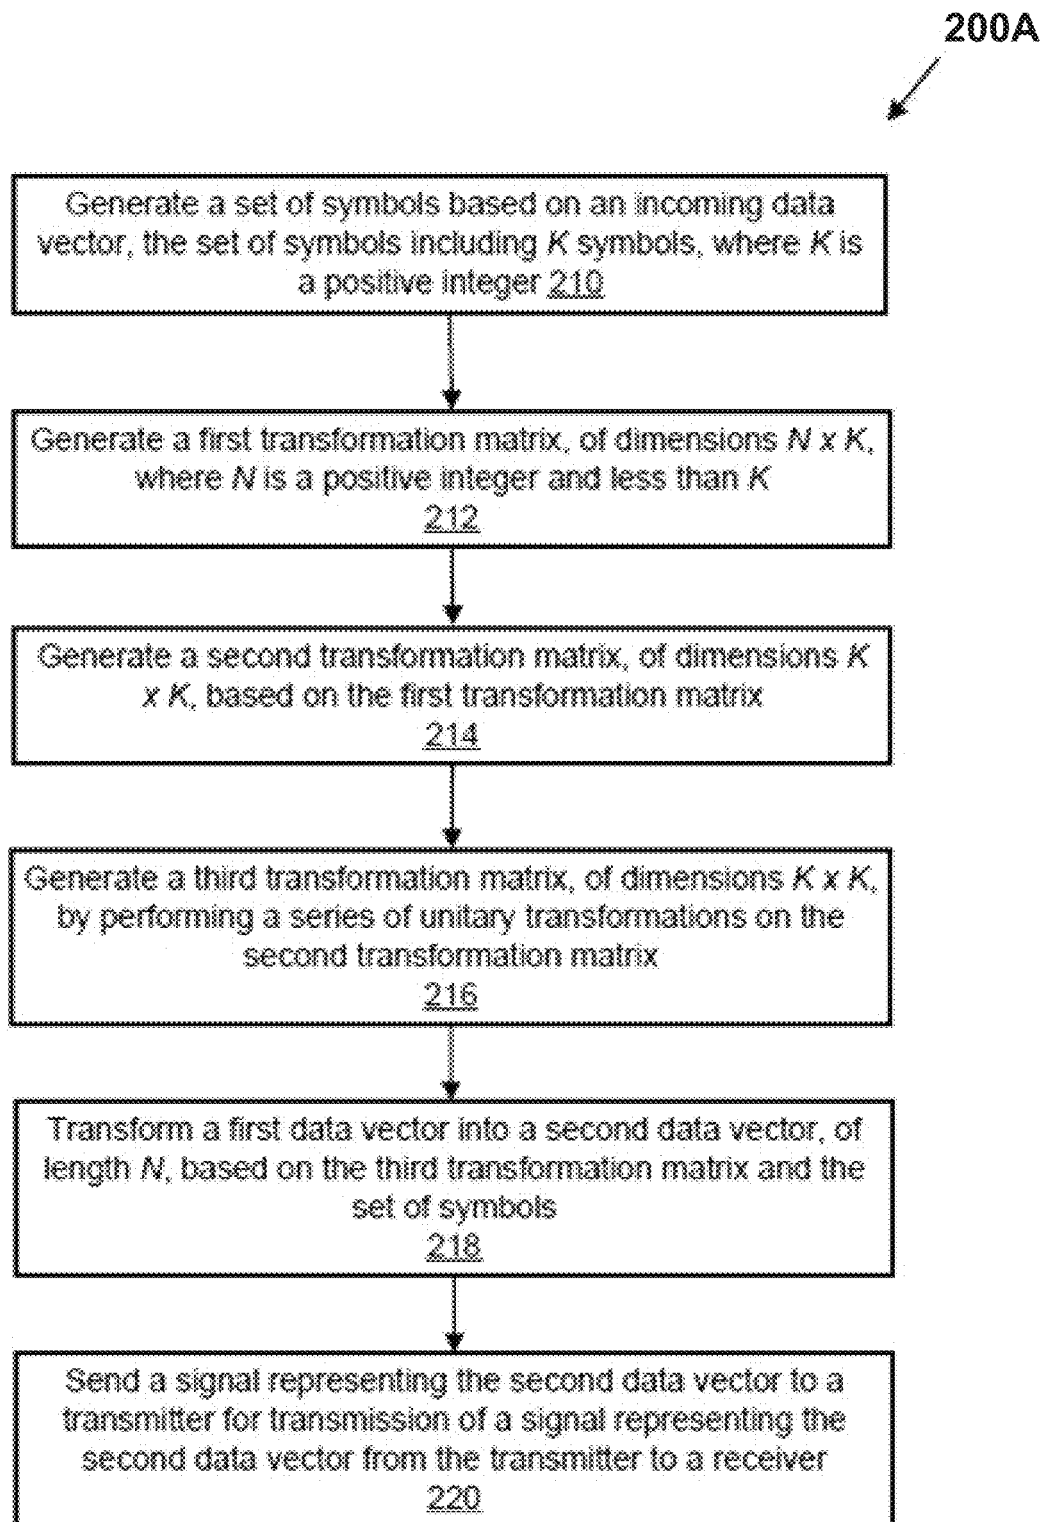 200A
Generate a set of symbols based on an incoming data
vector, the set of symbols including K symbols, where K is
a positive integer 210
Generate a first transformation matrix, of dimensions N x K,
where N is a positive integer and less than K
212
Generate a second transformation matrix, of dimensions K
x K, based on the first transformation matrix
214
Generate a third transformation matrix, of dimensions K x K,
by performing a series of unitary transformations on the
second transformation matrix
216
Transform a first data vector into a second data vector, of
length N, based on the third transformation matrix and the
set of symbols
218
Send a signal representing the second data vector to a
transmitter for transmission of a signal representing the
second data vector from the transmitter to a receiver
220